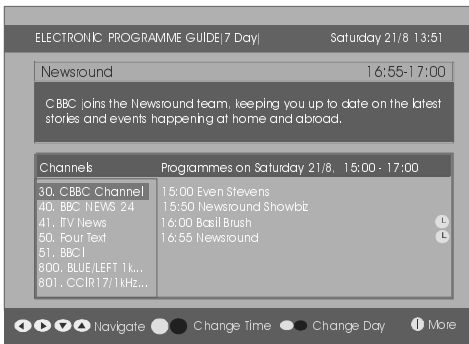 ELECTRONIC PROGRAMME GUIDE|7 Day| Saturday 21/8 13:51
Newsround 16:55-17:00
CBBC joins the Newsround team, keeping you up to date on the latest
stories and events happening at home and abroad.
Channels Programmes on Saturday 21/8, 15:00 - 17:00
30. CBBC Channel 15:00 Even Stevens
40. BBC NEWS 24 15:50 Newsround Showbiz
41. ITV News 16:00 Basil Brush
50. Four Text 16:55 Newsround
51. BBCi
800. BLUE/LEFT 1k...
801. CCIR17/1kHz...
Navigate Change Time Change Day i More